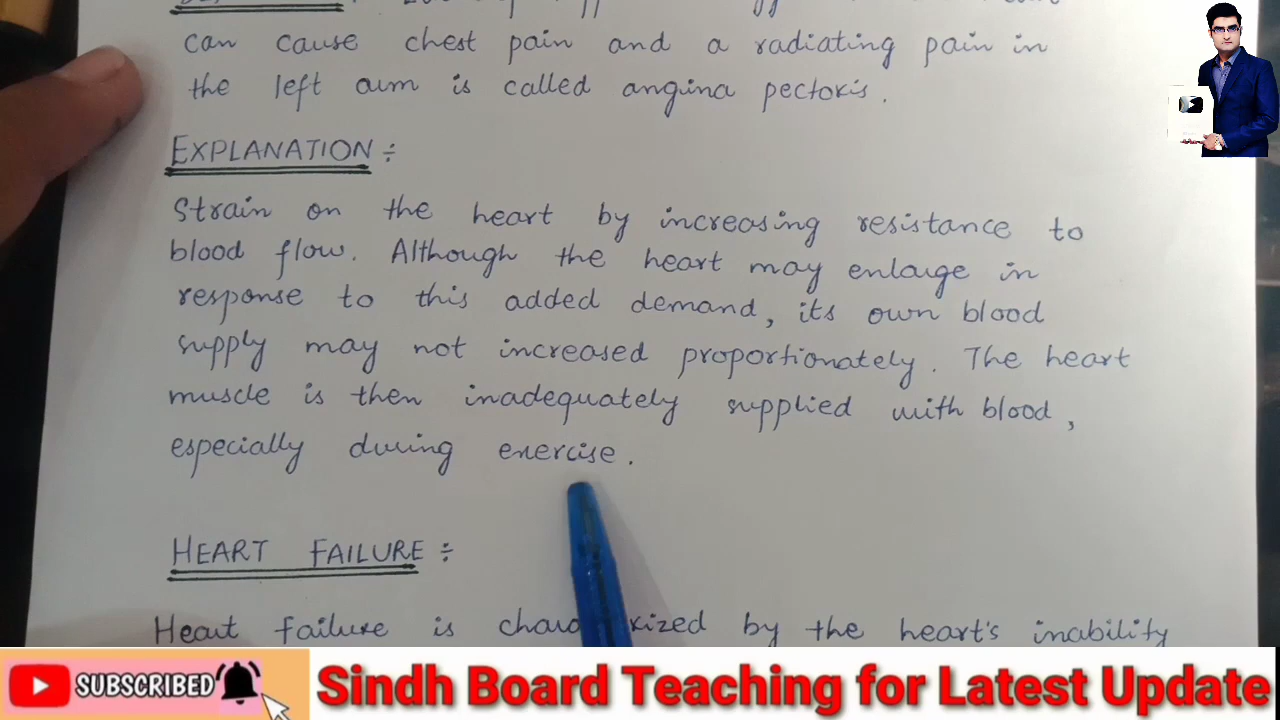 can cause chest pain and a radiating pain in
the left arm is called angina pectoris.
EXPLANATION :-
Strain on the heart by increasing resistance to
blood flow. Although the heart may enlarge in
response to this added demand, its own blood
supply may not increased proportionately. The heart
muscle is then inadequately supplied with blood,
especially during exercise.
HEART FAILURE :-
Heart failure is by the heart's inability
SUBSCRIBED
Sindh Board Teaching for Latest Update